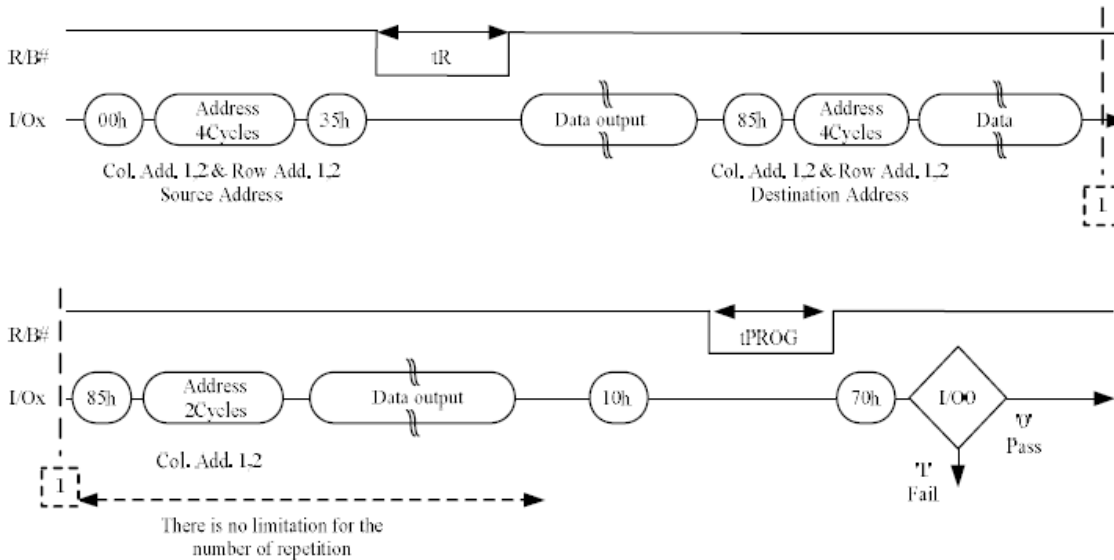 R/B#
tR
I/Ox
00h
Address
4Cycles
35h
Data output
85h
Address
4Cycles
Data
Col. Add. 1,2 & Row Add. 1,2
Source Address
Col. Add. 1,2 & Row Add. 1,2
Destination Address
1
R/B#
tPROG
I/Ox
85h
Address
2Cycles
Data output
10h
70h
I/O0
'0'
Pass
'1'
Fail
Col. Add. 1,2
1
There is no limitation for the
number of repetition